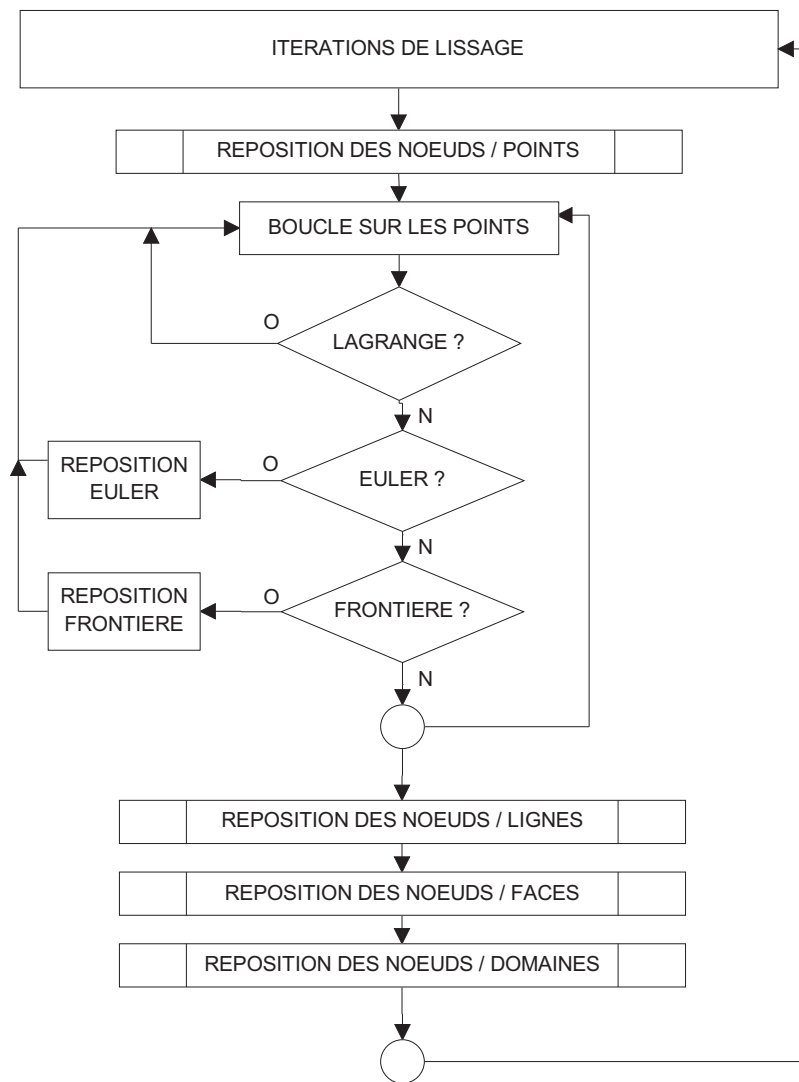 ITERATIONS DE LISSAGE
REPOSITION DES NOEUDS / POINTS
BOUCLE SUR LES POINTS
O
LAGRANGE ?
N
REPOSITION
EULER
O
EULER ?
N
REPOSITION
FRONTIERE
O
FRONTIERE ?
N
REPOSITION DES NOEUDS / LIGNES
REPOSITION DES NOEUDS / FACES
REPOSITION DES NOEUDS / DOMAINES